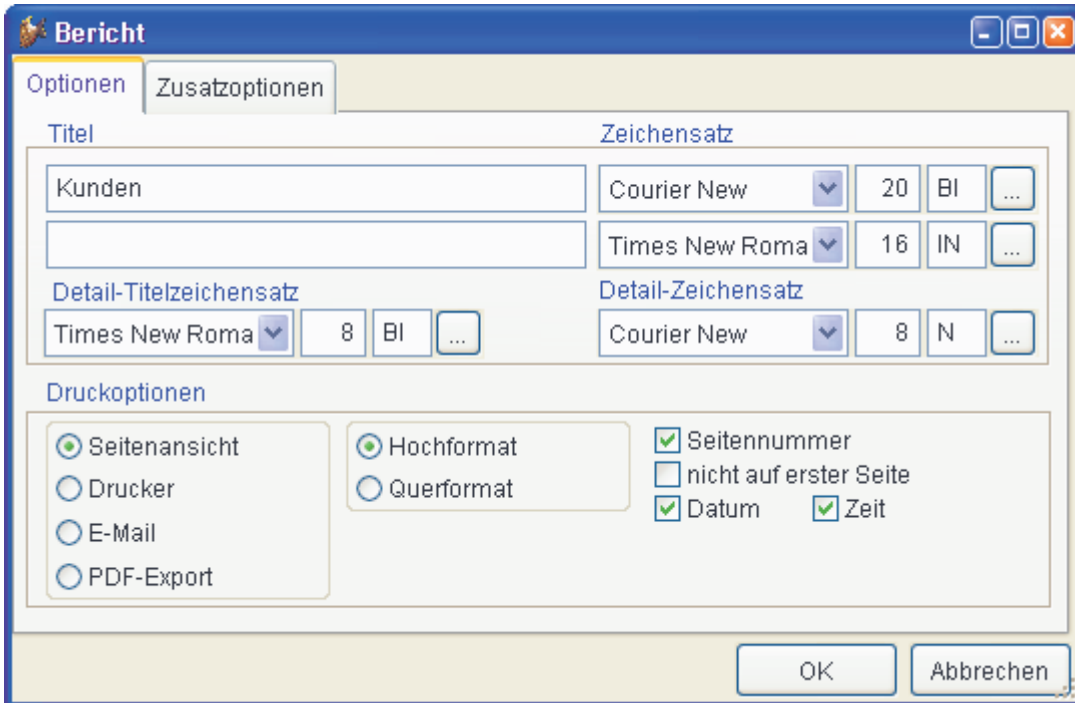 Bericht
Optionen Zusatzoptionen
Titel Zeichensatz
Kunden Courier New 20 BI ...
Times New Roma 16 IN ...
Detail-Titelzeichensatz Detail-Zeichensatz
Times New Roma 8 BI ... Courier New 8 N ...
Druckoptionen
Seitenansicht Hochformat Seitennummer
nicht auf erster Seite
Drucker Querformat
Datum Zeit
E-Mail
PDF-Export
OK Abbrechen